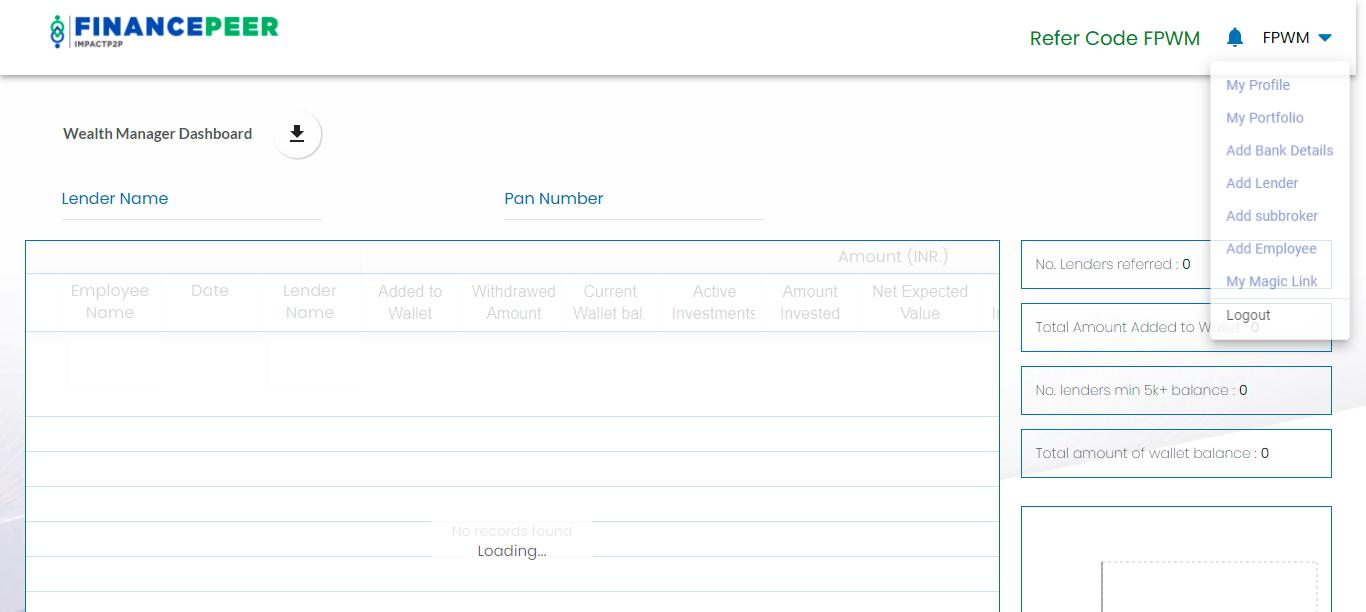 FINANCEPEER
IMPACTP2P
Refer Code FPWM
FPWM
My Profile
My Portfolio
Add Bank Details
Add Lender
Add subbroker
Add Employee
My Magic Link
Logout
Wealth Manager Dashboard
Lender Name
Pan Number
Amount (INR.)
Employee Name
Date
Lender Name
Added to Wallet
Withdrawed Amount
Current Wallet bal.
Active Investments
Amount Invested
Net Expected Value
No records found
Loading...
No. Lenders referred : 0
Total Amount Added to Wallet : 0
No. lenders min 5k+ balance : 0
Total amount of wallet balance : 0